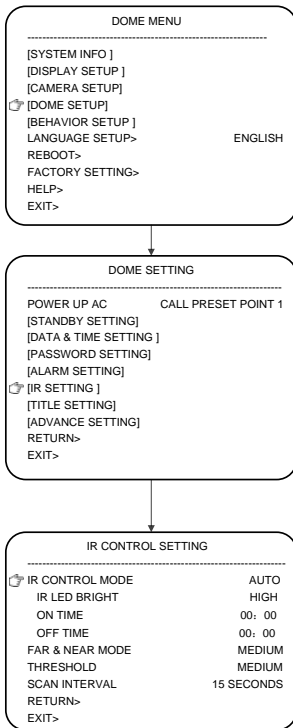 DOME MENU
[SYSTEM INFO ]
[DISPLAY SETUP ]
[CAMERA SETUP]
[DOME SETUP]
[BEHAVIOR SETUP ]
LANGUAGE SETUP> ENGLISH
REBOOT>
FACTORY SETTING>
HELP>
EXIT>
DOME SETTING
POWER UP AC CALL PRESET POINT 1
[STANDBY SETTING]
[DATA & TIME SETTING ]
[PASSWORD SETTING]
[ALARM SETTING]
[IR SETTING ]
[TITLE SETTING]
[ADVANCE SETTING]
RETURN>
EXIT>
IR CONTROL SETTING
IR CONTROL MODE AUTO
IR LED BRIGHT HIGH
ON TIME 00：00
OFF TIME 00：00
FAR & NEAR MODE MEDIUM
THRESHOLD MEDIUM
SCAN INTERVAL 15 SECONDS
RETURN>
EXIT>